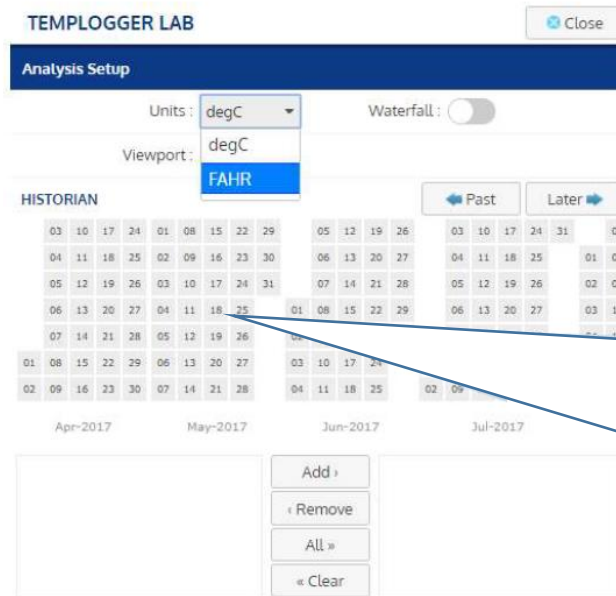 TEMPLOGGER LAB Close
Analysis Setup
Units : degC Waterfall :
degC
Viewport :
FAHR
HISTORIAN Past Later
03 10 17 24 01 08 15 22 29 05 12 19 26 03 10 17 24 31
04 11 18 25 02 09 16 23 30 06 13 20 27 04 11 18 25 01
05 12 19 26 03 10 17 24 31 07 14 21 28 05 12 19 26 02
06 13 20 27 04 11 18 25 01 08 15 22 29 06 13 20 27 03
07 14 21 28 05 12 19 26
01 08 15 22 29 06 13 20 27 03 10 17 24
02 09 16 23 30 07 14 21 28 04 11 18 25 02 09
Apr-2017 May-2017 Jun-2017 Jul-2017
Add ›
‹ Remove
All »
« Clear